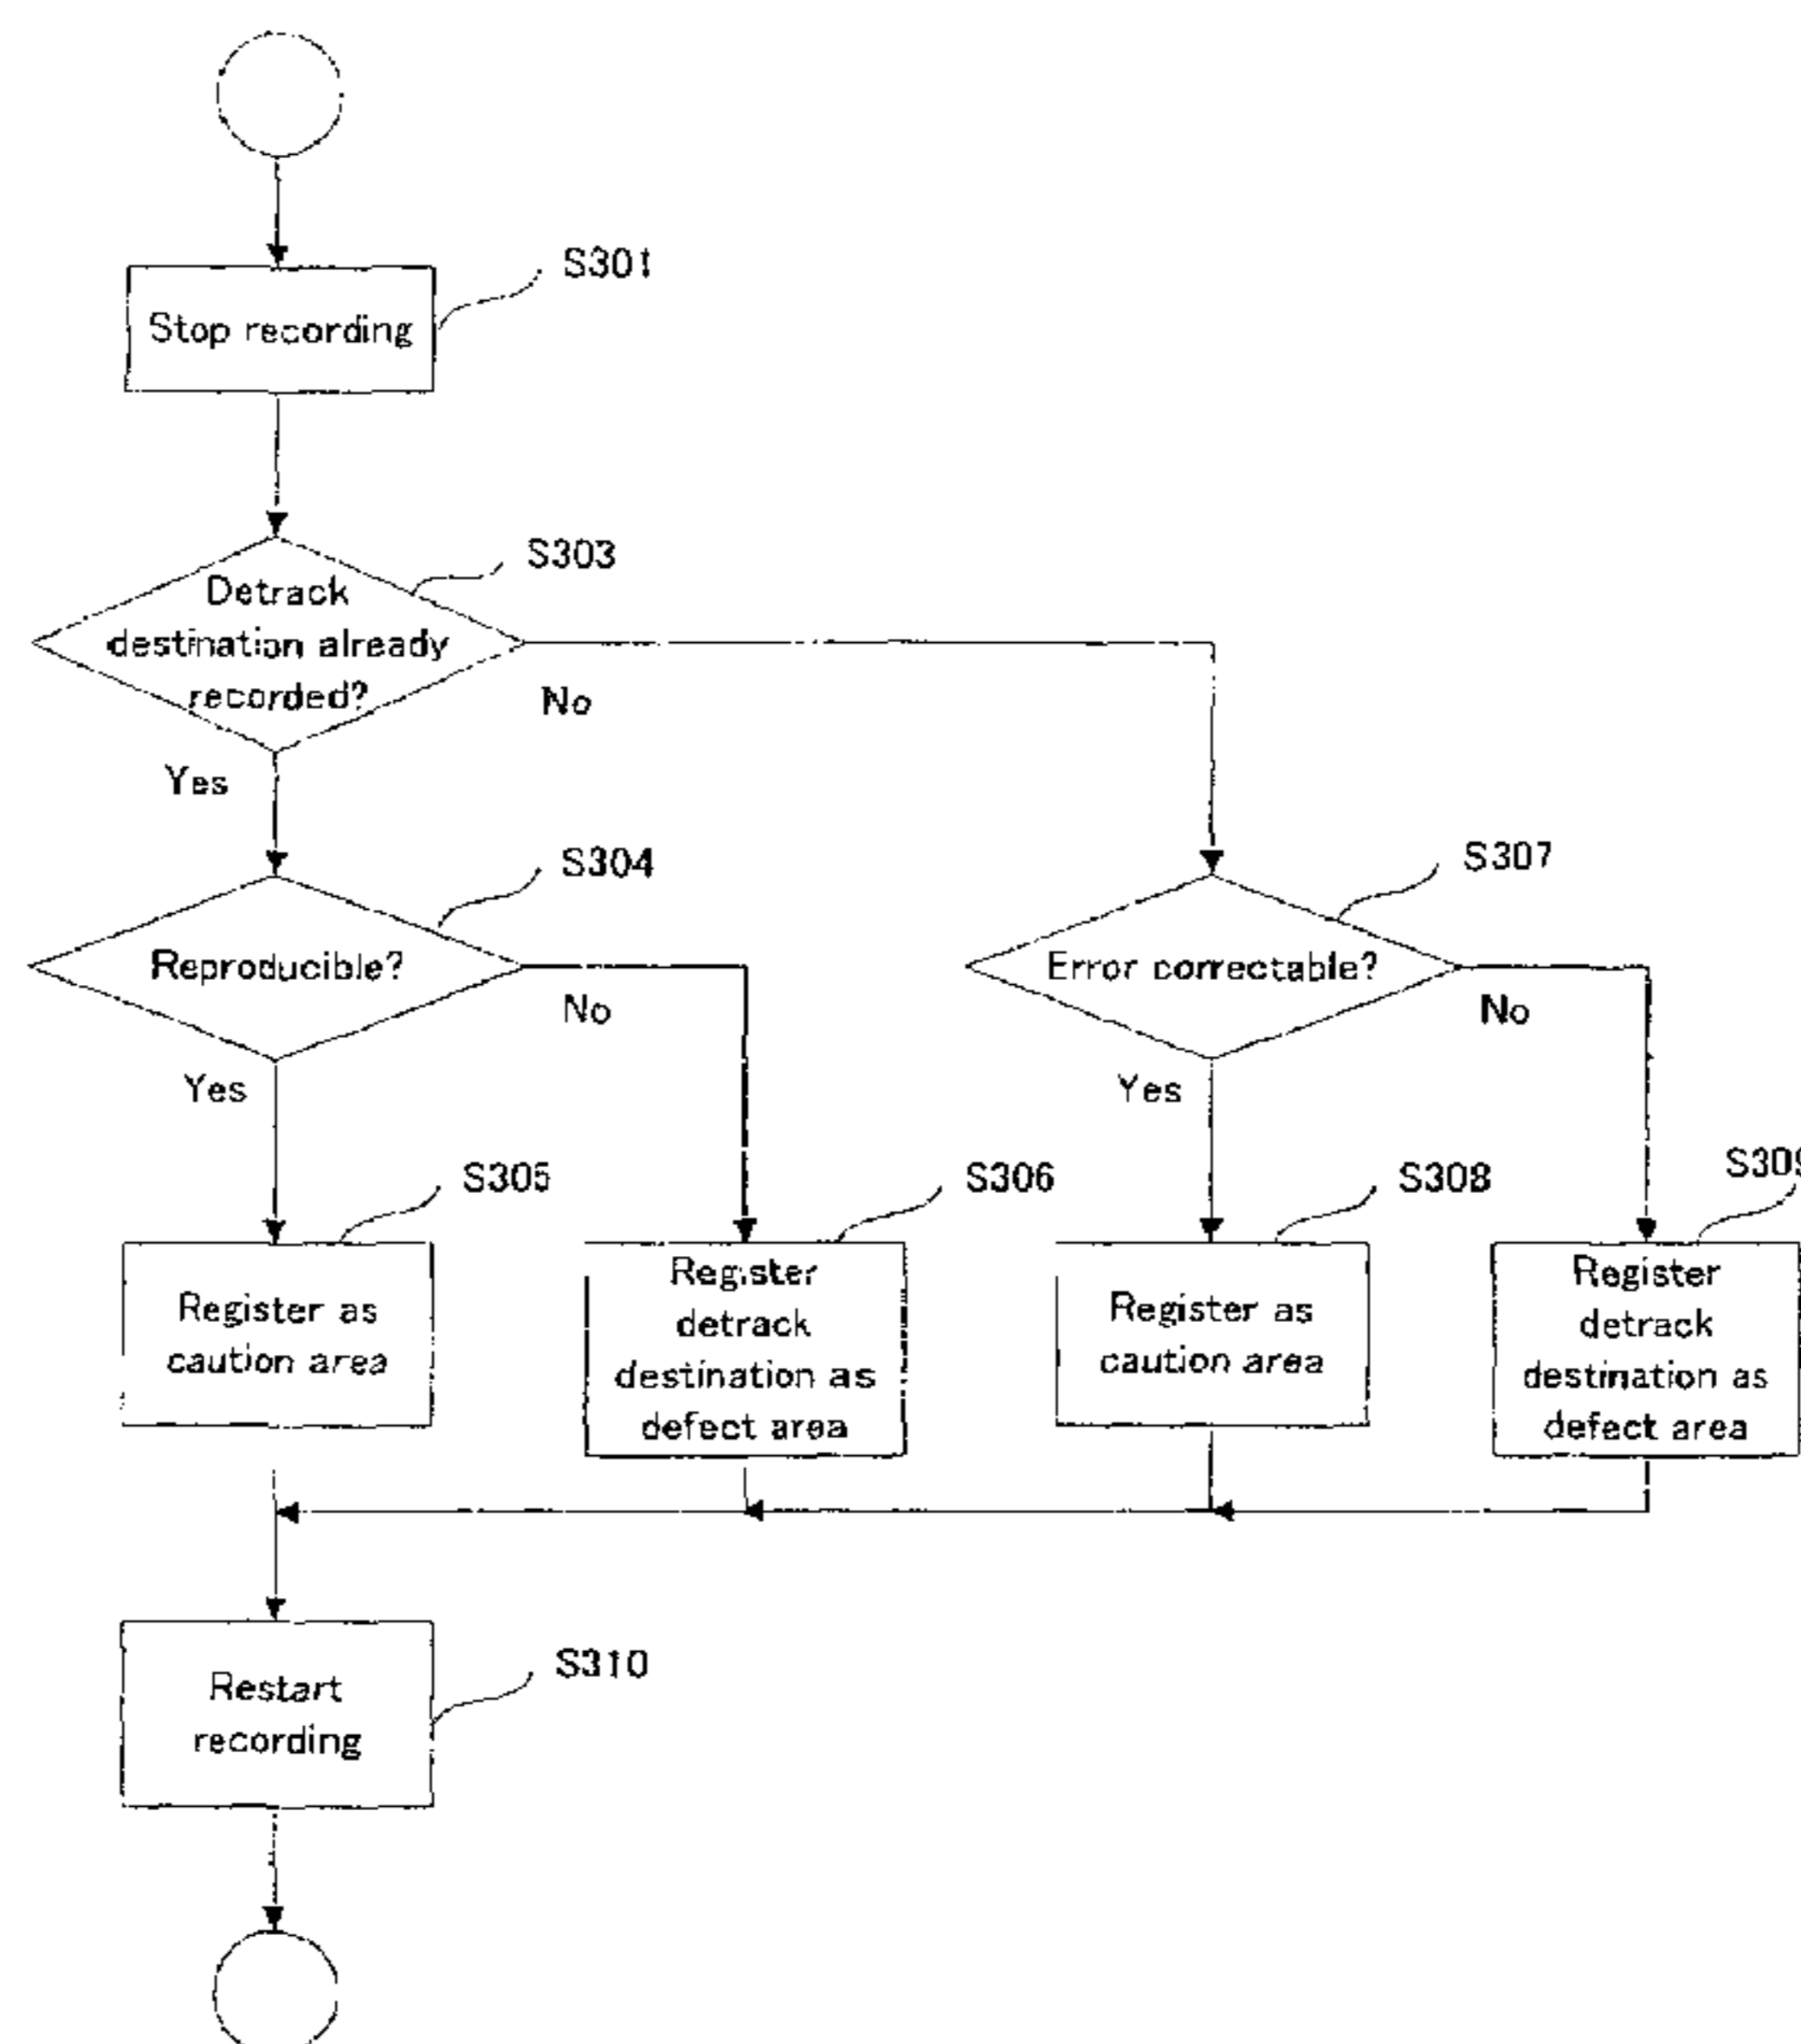 S301
Stop recording
S303
Detrack
destination already
recorded?
No
Yes
S304
Reproducible?
No
Yes
S307
Error correctable?
No
Yes
S305
Register as
caution area
S306
Register
detrack
destination as
defect area
S308
Register as
caution area
S309
Register
detrack
destination as
defect area
S310
Restart
recording